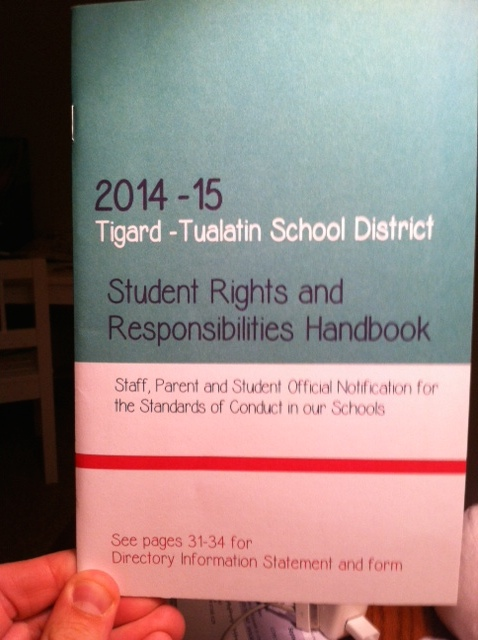 2014 -15
Tigard -Tualatin School District
Student Rights and
Responsibilities Handbook
Staff, Parent and Student Official Notification for
the Standards of Conduct in our Schools
See pages 31-34 for
Directory Information Statement and form